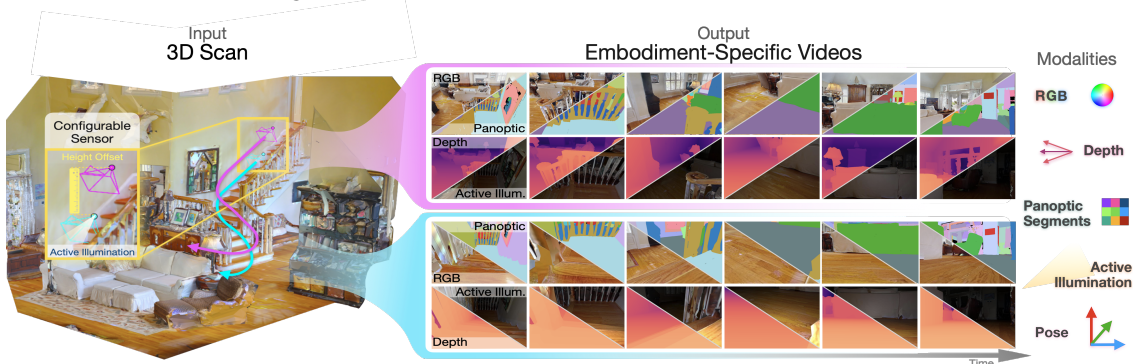 Input
3D Scan
Configurable
Sensor
Height Offset
Active Illumination
Output
Embodiment-Specific Videos
RGB
Panoptic
Depth
Active Illum.
Panoptic
RGB
Active Illum.
Depth
Time
Modalities
RGB
Depth
Panoptic
Segments
Active
Illumination
Pose